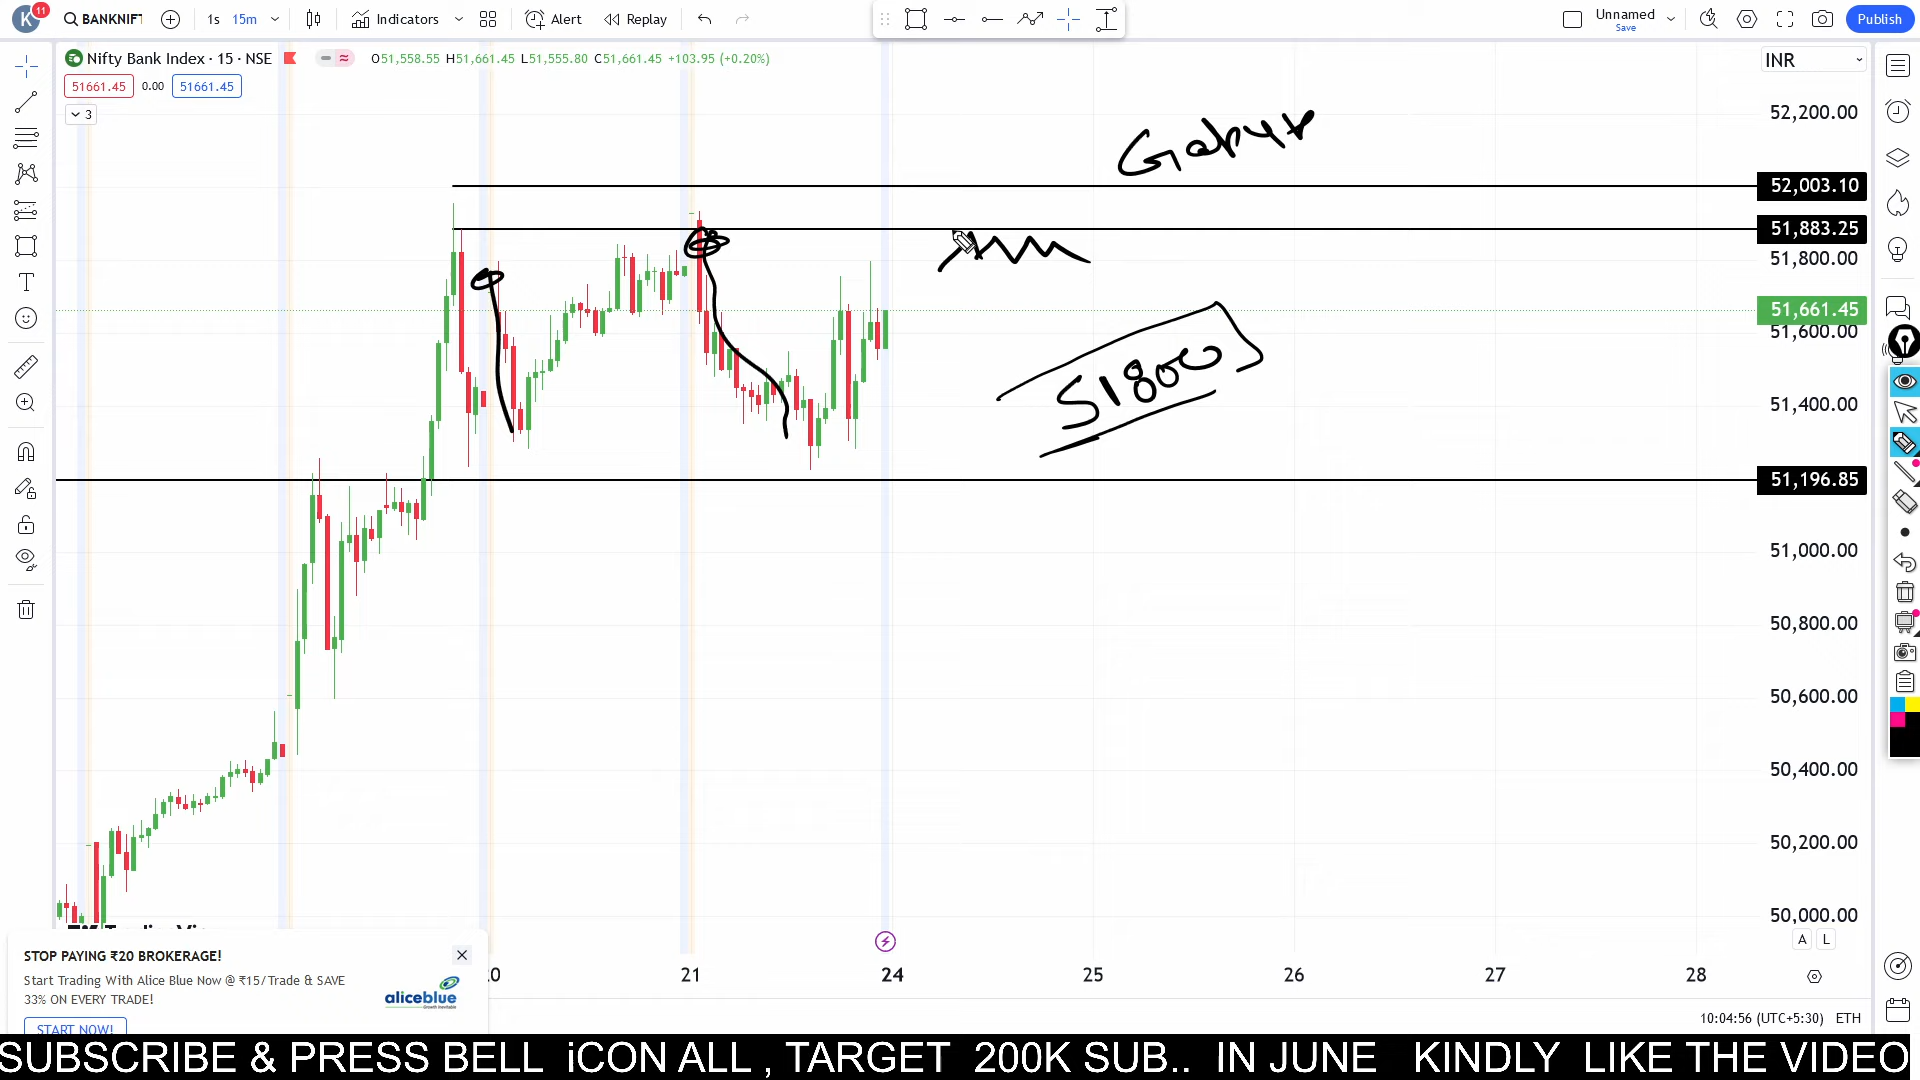 K 11 BANKNIFT 1s 15m Indicators Alert Replay Unnamed Save Publish
Nifty Bank Index · 15 · NSE O51,558.55 H51,661.45 L51,555.80 C51,661.45 +103.95 (+0.20%)
INR
51661.45 0.00 51661.45
3
52,200.00
52,003.10
51,883.25
51,800.00
51,661.45
51,600.00
51800
51,400.00
51,196.85
51,000.00
50,800.00
50,600.00
50,400.00
50,200.00
50,000.00
A L
STOP PAYING ₹20 BROKERAGE!
Start Trading With Alice Blue Now @ ₹15/Trade & SAVE
33% ON EVERY TRADE!
aliceblue
START NOW!
20 21 24 25 26 27 28
10:04:56 (UTC+5:30) ETH
SUBSCRIBE & PRESS BELL iCON ALL , TARGET 200K SUB.. IN JUNE KINDLY LIKE THE VIDEO